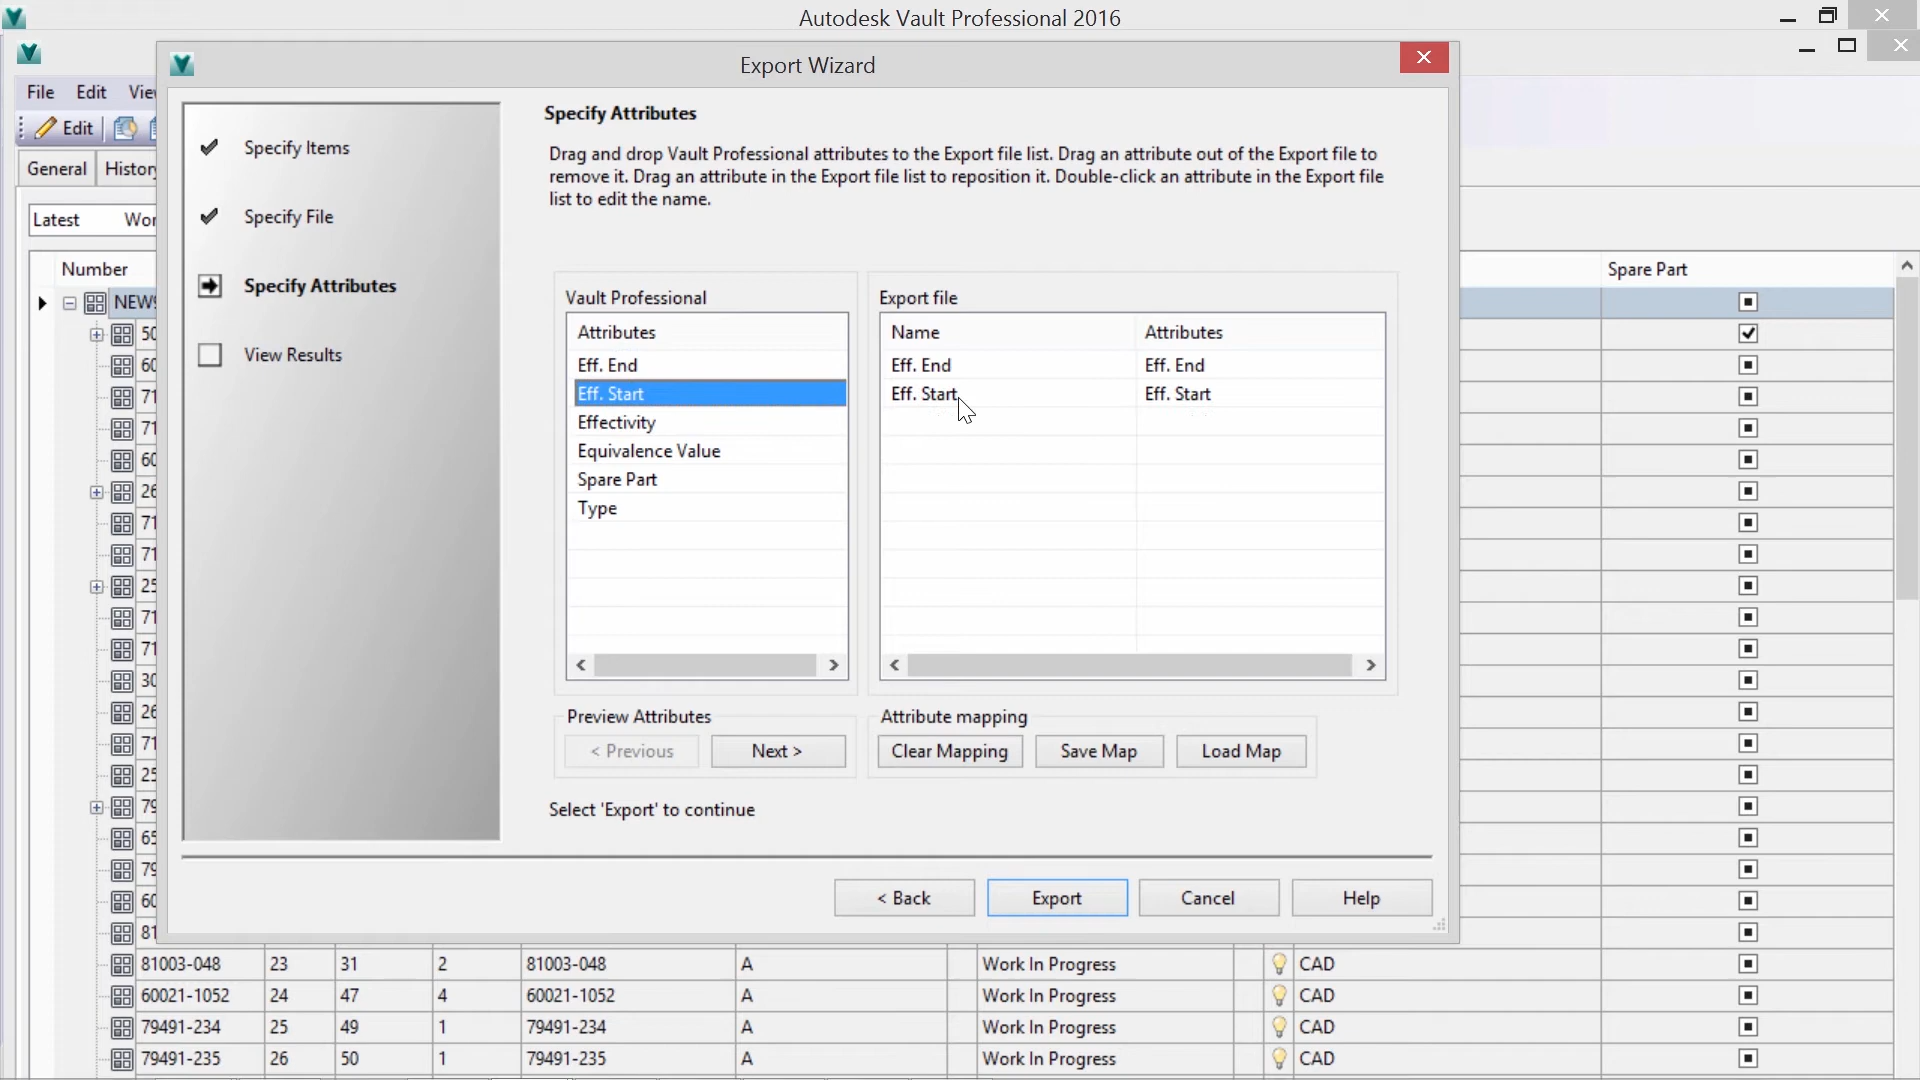 Autodesk Vault Professional 2016
Export Wizard
File Edit
Edit
General History
Latest
Number
Spare Part
Specify Items
Specify File
Specify Attributes
View Results
Specify Attributes
Drag and drop Vault Professional attributes to the Export file list. Drag an attribute out of the Export file to
remove it. Drag an attribute in the Export file list to reposition it. Double-click an attribute in the Export file
list to edit the name.
Vault Professional
Attributes
Eff. End
Eff. Start
Effectivity
Equivalence Value
Spare Part
Type
Export file
Name Attributes
Eff. End Eff. End
Eff. Start Eff. Start
Preview Attributes
< Previous Next >
Attribute mapping
Clear Mapping Save Map Load Map
Select 'Export' to continue
< Back Export Cancel Help
81003-048 23 31 2 81003-048 A Work In Progress CAD
60021-1052 24 47 4 60021-1052 A Work In Progress CAD
79491-234 25 49 1 79491-234 A Work In Progress CAD
79491-235 26 50 1 79491-235 A Work In Progress CAD